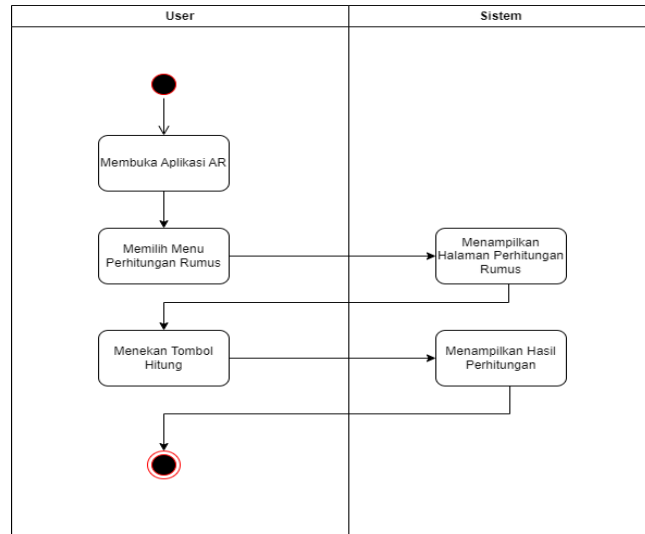 User
Sistem
Membuka Aplikasi AR
Memilih Menu
Perhitungan Rumus
Menampilkan
Halaman Perhitungan
Rumus
Menekan Tombol
Hitung
Menampilkan Hasil
Perhitungan